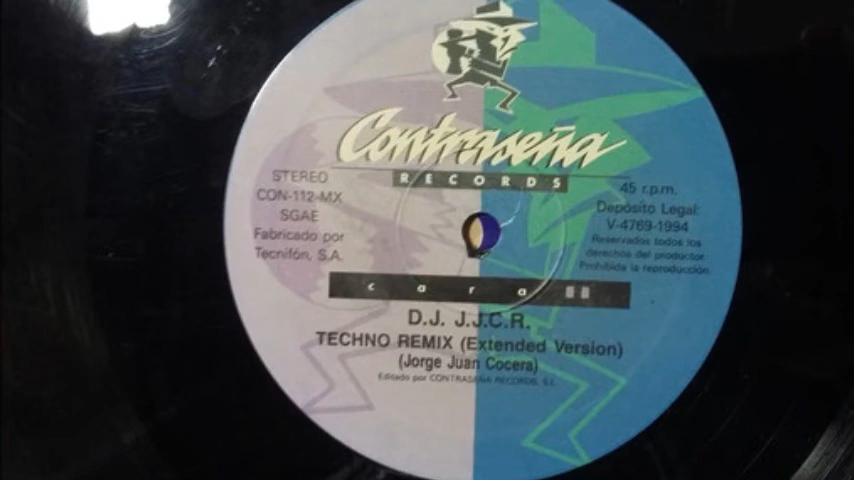 Contraseña
RECORDS
STEREO
CON-112-MX
SGAE
Fabricado por
Tecnifón, S.A.
45 r.p.m.
Depósito Legal:
V-4769-1994
Reservados todos los
derechos del productor
Prohibida la reproducción
cara
D.J. J.J.C.R.
TECHNO REMIX (Extended Version)
(Jorge Juan Cocera)
Editado por CONTRASEÑA RECORDS, S.L.